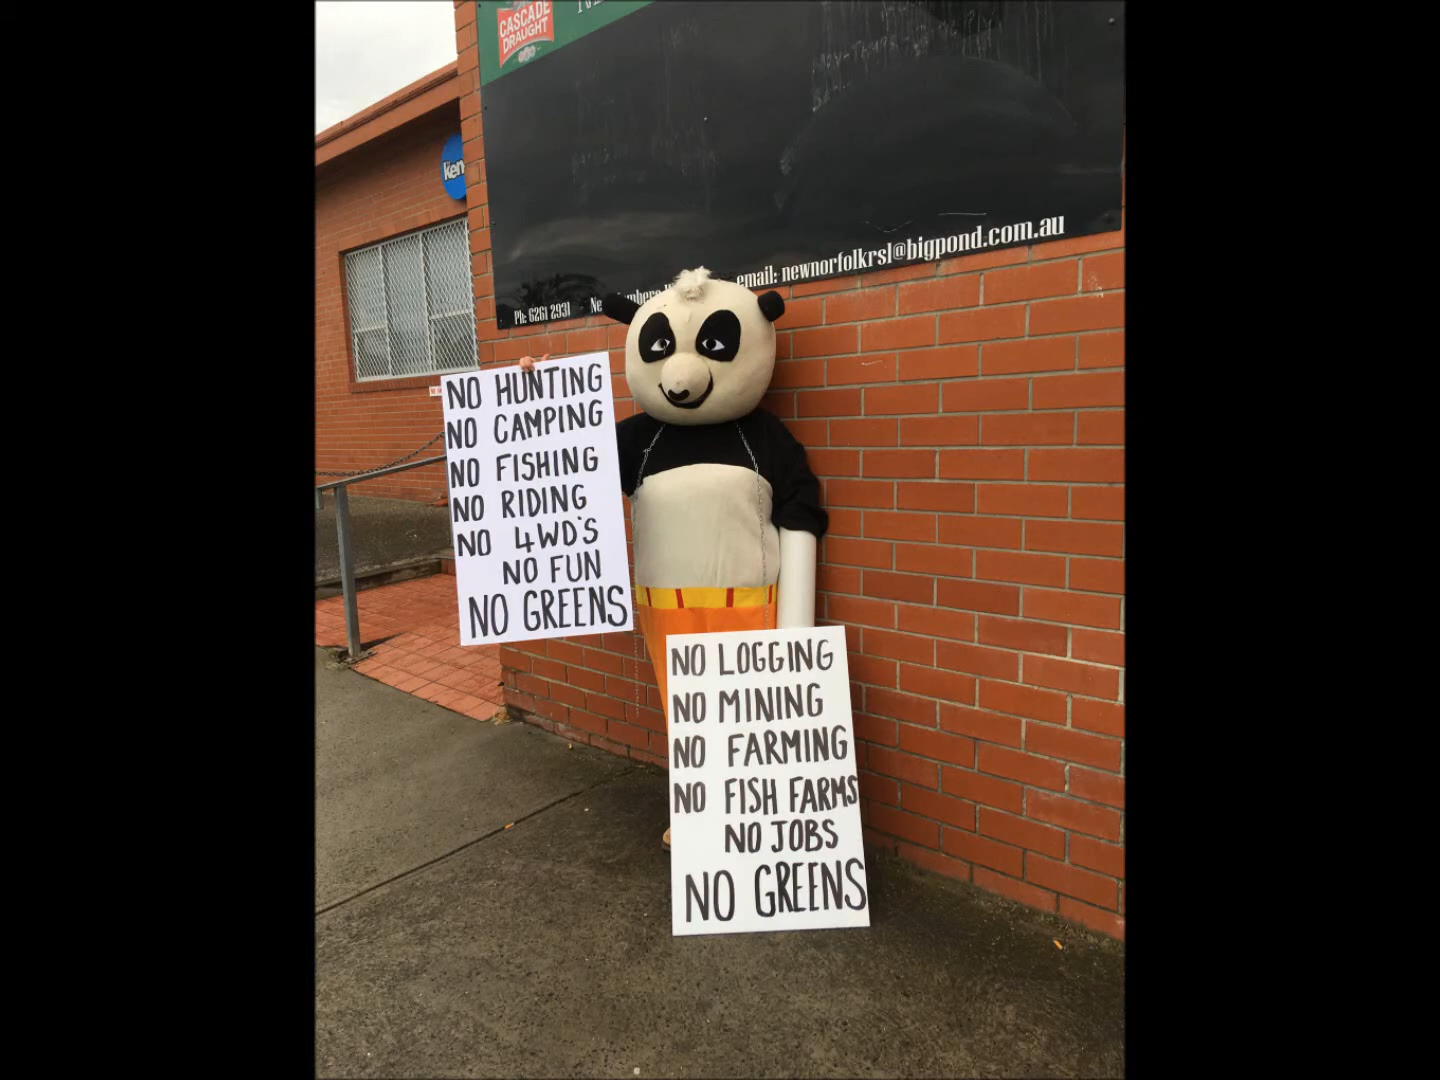 CASCADE
DRAUGHT
ken
Ph: 6261 2931
email: newnorfolkrsl@bigpond.com.au
NO HUNTING
NO CAMPING
NO FISHING
NO RIDING
NO 4WD'S
NO FUN
NO GREENS
NO LOGGING
NO MINING
NO FARMING
NO FISH FARMS
NO JOBS
NO GREENS